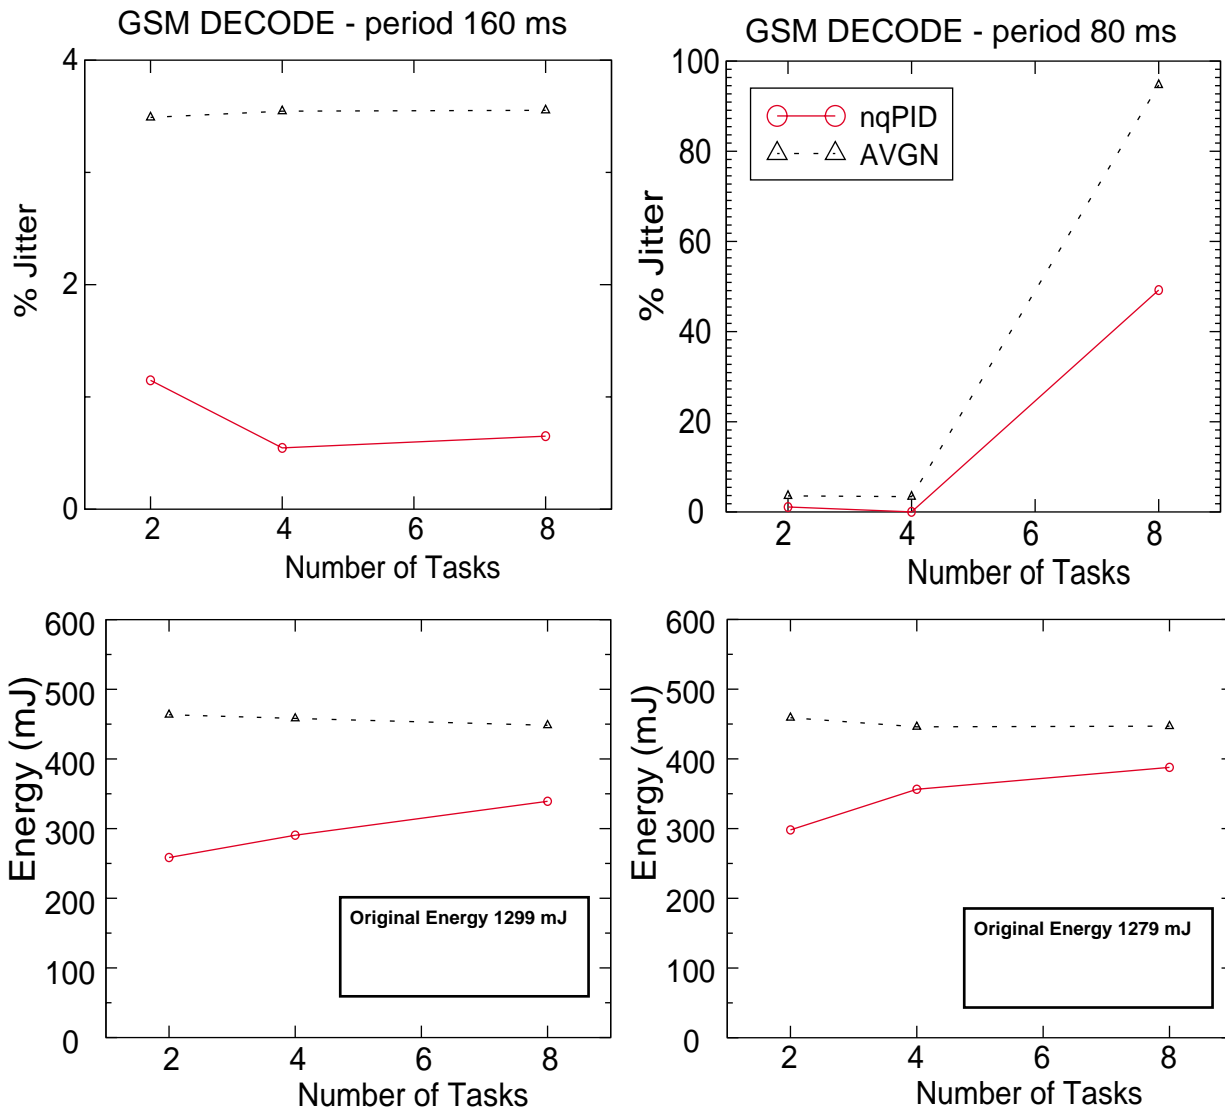 GSM DECODE - period 160 ms
4
2
0
% Jitter
2
4
6
8
Number of Tasks
GSM DECODE - period 80 ms
100
80
60
40
20
0
% Jitter
nqPID
AVGN
2
4
6
8
Number of Tasks
600
500
400
300
200
100
0
Energy (mJ)
Original Energy 1299 mJ
2
4
6
8
Number of Tasks
600
500
400
300
200
100
0
Energy (mJ)
Original Energy 1279 mJ
2
4
6
8
Number of Tasks